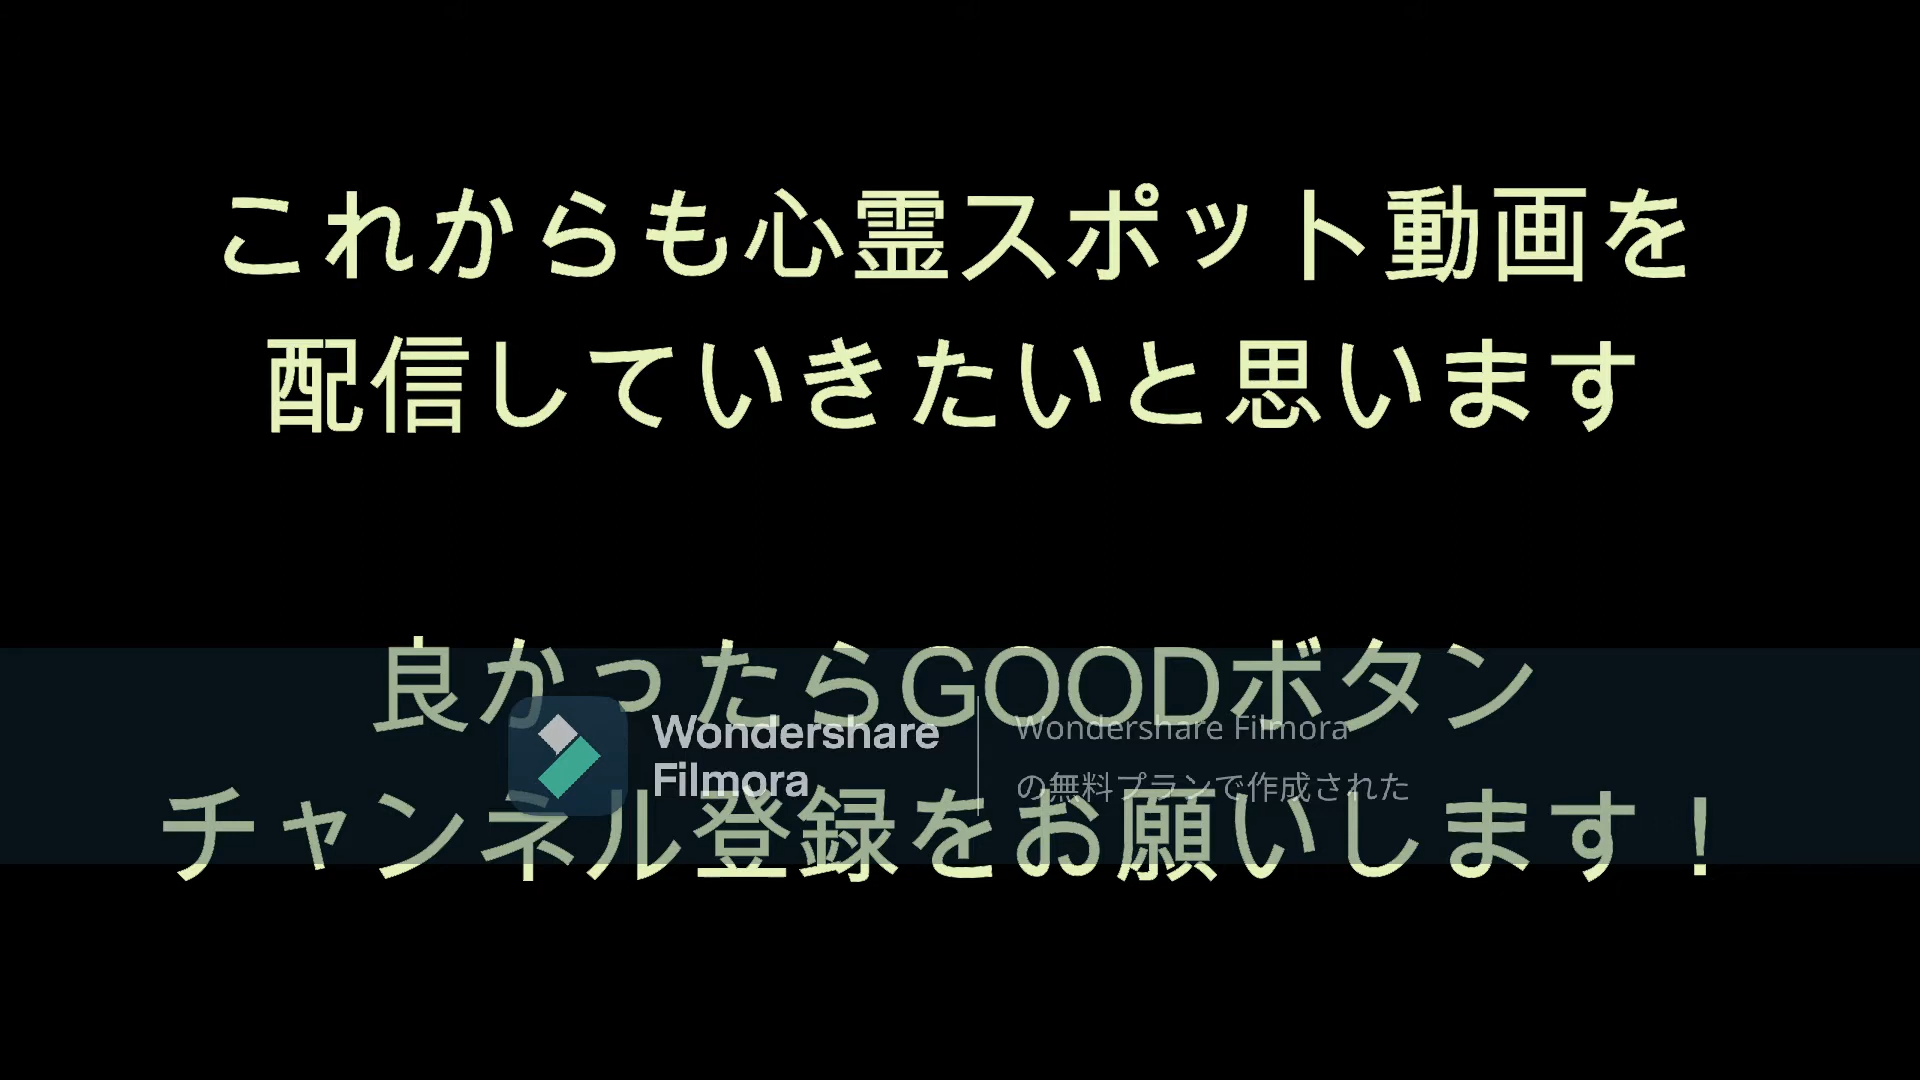 これからも心霊スポット動画を
配信していきたいと思います
良かったらGOODボタン
チャンネル登録をお願いします！
Wondershare
Filmora
Wondershare Filmora
の無料プランで作成された